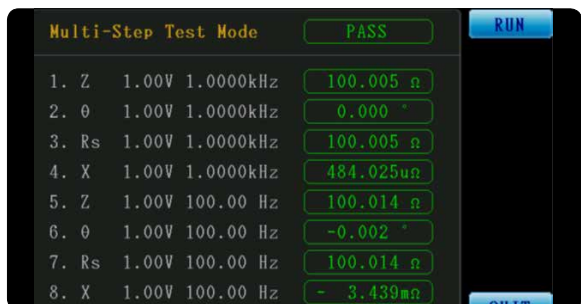 Multi-Step Test Mode PASS RUN
1. Z 1.00V 1.0000kHz 100.005 Ω
2. θ 1.00V 1.0000kHz 0.000 °
3. Rs 1.00V 1.0000kHz 100.005 Ω
4. X 1.00V 1.0000kHz 484.025uΩ
5. Z 1.00V 100.00 Hz 100.014 Ω
6. θ 1.00V 100.00 Hz -0.002 °
7. Rs 1.00V 100.00 Hz 100.014 Ω
8. X 1.00V 100.00 Hz - 3.439mΩ